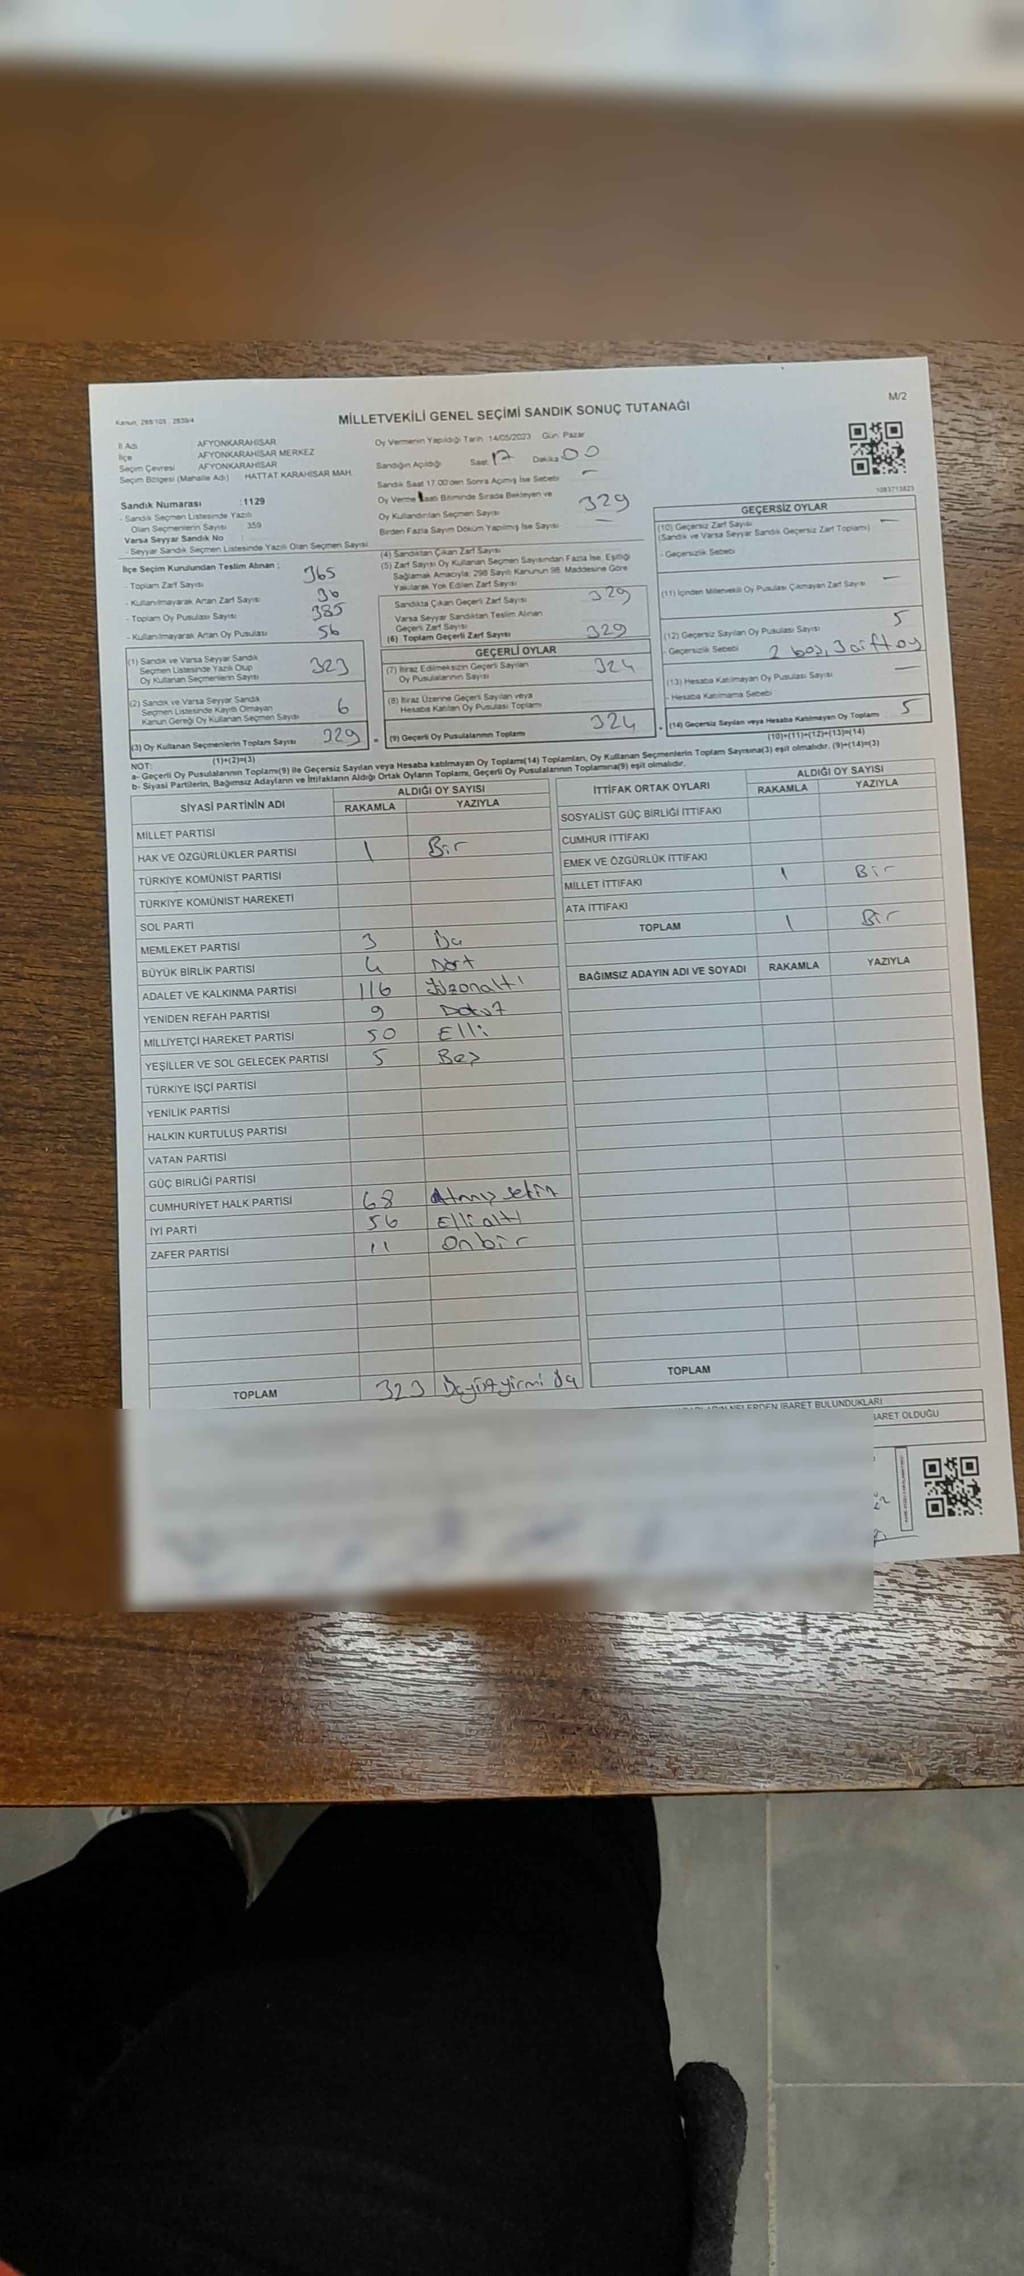 M/2
Kanun: 298/105 : 2839/4
MİLLETVEKİLİ GENEL SEÇİMİ SANDIK SONUÇ TUTANAĞI
İl Adı AFYONKARAHİSAR
İlçe AFYONKARAHİSAR MERKEZ
Seçim Çevresi AFYONKARAHİSAR
Seçim Bölgesi (Mahalle Adı) : HATTAT KARAHİSAR MAH.
Sandık Numarası : 1129
- Sandık Seçmen Listesinde Yazılı
Olan Seçmenlerin Sayısı 359
Varsa Seyyar Sandık No
- Seyyar Sandık Seçmen Listesinde Yazılı Olan Seçmen Sayısı
Oy Vermenin Yapıldığı Tarih :14/05/2023 Gün: Pazar
Sandığın Açıldığı Saat 17 Dakika 00
Sandık Saat 17.00'den Sonra Açılmış İse Sebebi —
Oy Verme Saati Bitiminde Sırada Bekleyen ve
Oy Kullandırılan Seçmen Sayısı 329
Birden Fazla Sayım Döküm Yapılmış İse Sayısı —
1083713823
İlçe Seçim Kurulundan Teslim Alınan :
- Toplam Zarf Sayısı 365
- Kullanılmayarak Artan Zarf Sayısı 36
- Toplam Oy Pusulası Sayısı 385
- Kullanılmayarak Artan Oy Pusulası 56
(1) Sandık ve Varsa Seyyar Sandık
Seçmen Listesinde Yazılı Olup
Oy Kullanan Seçmenlerin Sayısı 323
(2) Sandık ve Varsa Seyyar Sandık
Seçmen Listesinde Kayıtlı Olmayan
Kanun Gereği Oy Kullanan Seçmen Sayısı 6
(3) Oy Kullanan Seçmenlerin Toplam Sayısı 329
(1)+(2)=(3)
(4) Sandıktan Çıkan Zarf Sayısı
(5) Zarf Sayısı Oy Kullanan Seçmen Sayısından Fazla İse, Eşitliği
Sağlamak Amacıyla; 298 Sayılı Kanunun 98. Maddesine Göre
Yakılarak Yok Edilen Zarf Sayısı
Sandıkta Çıkan Geçerli Zarf Sayısı 329
Varsa Seyyar Sandıktan Teslim Alınan
Geçerli Zarf Sayısı
(6) Toplam Geçerli Zarf Sayısı 329
GEÇERLİ OYLAR
(7) İtiraz Edilmeksizin Geçerli Sayılan
Oy Pusulalarının Sayısı 324
(8) İtiraz Üzerine Geçerli Sayılan veya
Hesaba Katılan Oy Pusulası Toplamı
(9) Geçerli Oy Pusulalarının Toplamı 324
GEÇERSİZ OYLAR
(10) Geçersiz Zarf Sayısı
(Sandık ve Varsa Seyyar Sandık Geçersiz Zarf Toplamı) —
- Geçersizlik Sebebi
(11) İçinden Milletvekili Oy Pusulası Çıkmayan Zarf Sayısı —
(12) Geçersiz Sayılan Oy Pusulası Sayısı 5
- Geçersizlik Sebebi 2 boş, 3 çift oy
(13) Hesaba Katılmayan Oy Pusulası Sayısı —
- Hesaba Katılmama Sebebi
(14) Geçersiz Sayılan veya Hesaba Katılmayan Oy Toplamı 5
(10)+(11)+(12)+(13)=(14)
NOT:
a- Geçerli Oy Pusulalarının Toplamı(9) ile Geçersiz Sayılan veya Hesaba katılmayan Oy Toplamı(14) Toplamları, Oy Kullanan Seçmenlerin Toplam Sayısına(3) eşit olmalıdır. (9)+(14)=(3)
b- Siyasi Partilerin, Bağımsız Adayların ve İttifakların Aldığı Ortak Oyların Toplamı, Geçerli Oy Pusulalarının Toplamına(9) eşit olmalıdır.
SİYASİ PARTİNİN ADI ALDIĞI OY SAYISI
RAKAMLA YAZIYLA
MİLLET PARTİSİ
HAK VE ÖZGÜRLÜKLER PARTİSİ 1 Bir
TÜRKİYE KOMÜNİST PARTİSİ
TÜRKİYE KOMÜNİST HAREKETİ
SOL PARTİ
MEMLEKET PARTİSİ 3 Üç
BÜYÜK BİRLİK PARTİSİ 4 Dört
ADALET VE KALKINMA PARTİSİ 116 Yüzonaltı
YENİDEN REFAH PARTİSİ 9 Dokuz
MİLLİYETÇİ HAREKET PARTİSİ 50 Elli
YEŞİLLER VE SOL GELECEK PARTİSİ 5 Beş
TÜRKİYE İŞÇİ PARTİSİ
YENİLİK PARTİSİ
HALKIN KURTULUŞ PARTİSİ
VATAN PARTİSİ
GÜÇ BİRLİĞİ PARTİSİ
CUMHURİYET HALK PARTİSİ 68 Atmış sekiz
İYİ PARTİ 56 Elli altı
ZAFER PARTİSİ 11 Onbir
TOPLAM 323 Üçyüzyirmi üç
İTTİFAK ORTAK OYLARI ALDIĞI OY SAYISI
RAKAMLA YAZIYLA
SOSYALİST GÜÇ BİRLİĞİ İTTİFAKI
CUMHUR İTTİFAKI
EMEK VE ÖZGÜRLÜK İTTİFAKI
MİLLET İTTİFAKI 1 Bir
ATA İTTİFAKI
TOPLAM 1 Bir
BAĞIMSIZ ADAYIN ADI VE SOYADI RAKAMLA YAZIYLA
TOPLAM
NELERDEN İBARET BULUNDUKLARI
BARET OLDUĞU